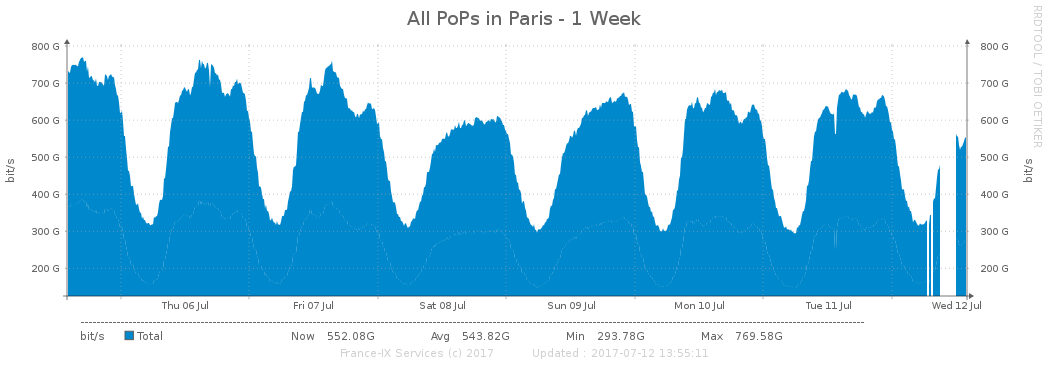 All PoPs in Paris - 1 Week
RRDTOOL / TOBI OETIKER
800 G 800 G
700 G 700 G
600 G 600 G
500 G 500 G
400 G 400 G
300 G 300 G
200 G 200 G
bit/s
bit/s
Thu 06 Jul Fri 07 Jul Sat 08 Jul Sun 09 Jul Mon 10 Jul Tue 11 Jul Wed 12 Jul
bit/s Total Now 552.08G Avg 543.82G Min 293.78G Max 769.58G
France-IX Services (c) 2017 Updated : 2017-07-12 13:55:11